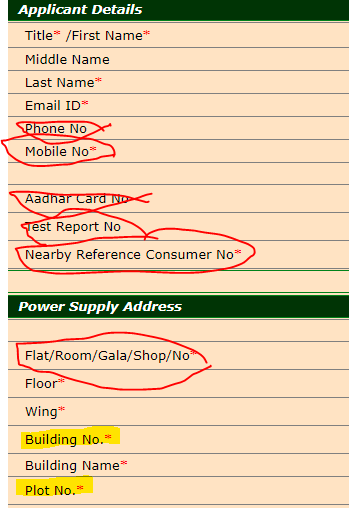 Applicant Details
Title* /First Name*
Middle Name
Last Name*
Email ID*
Phone No
Mobile No*
Aadhar Card No
Test Report No
Nearby Reference Consumer No*
Power Supply Address
Flat/Room/Gala/Shop/No*
Floor*
Wing*
Building No.*
Building Name*
Plot No.*